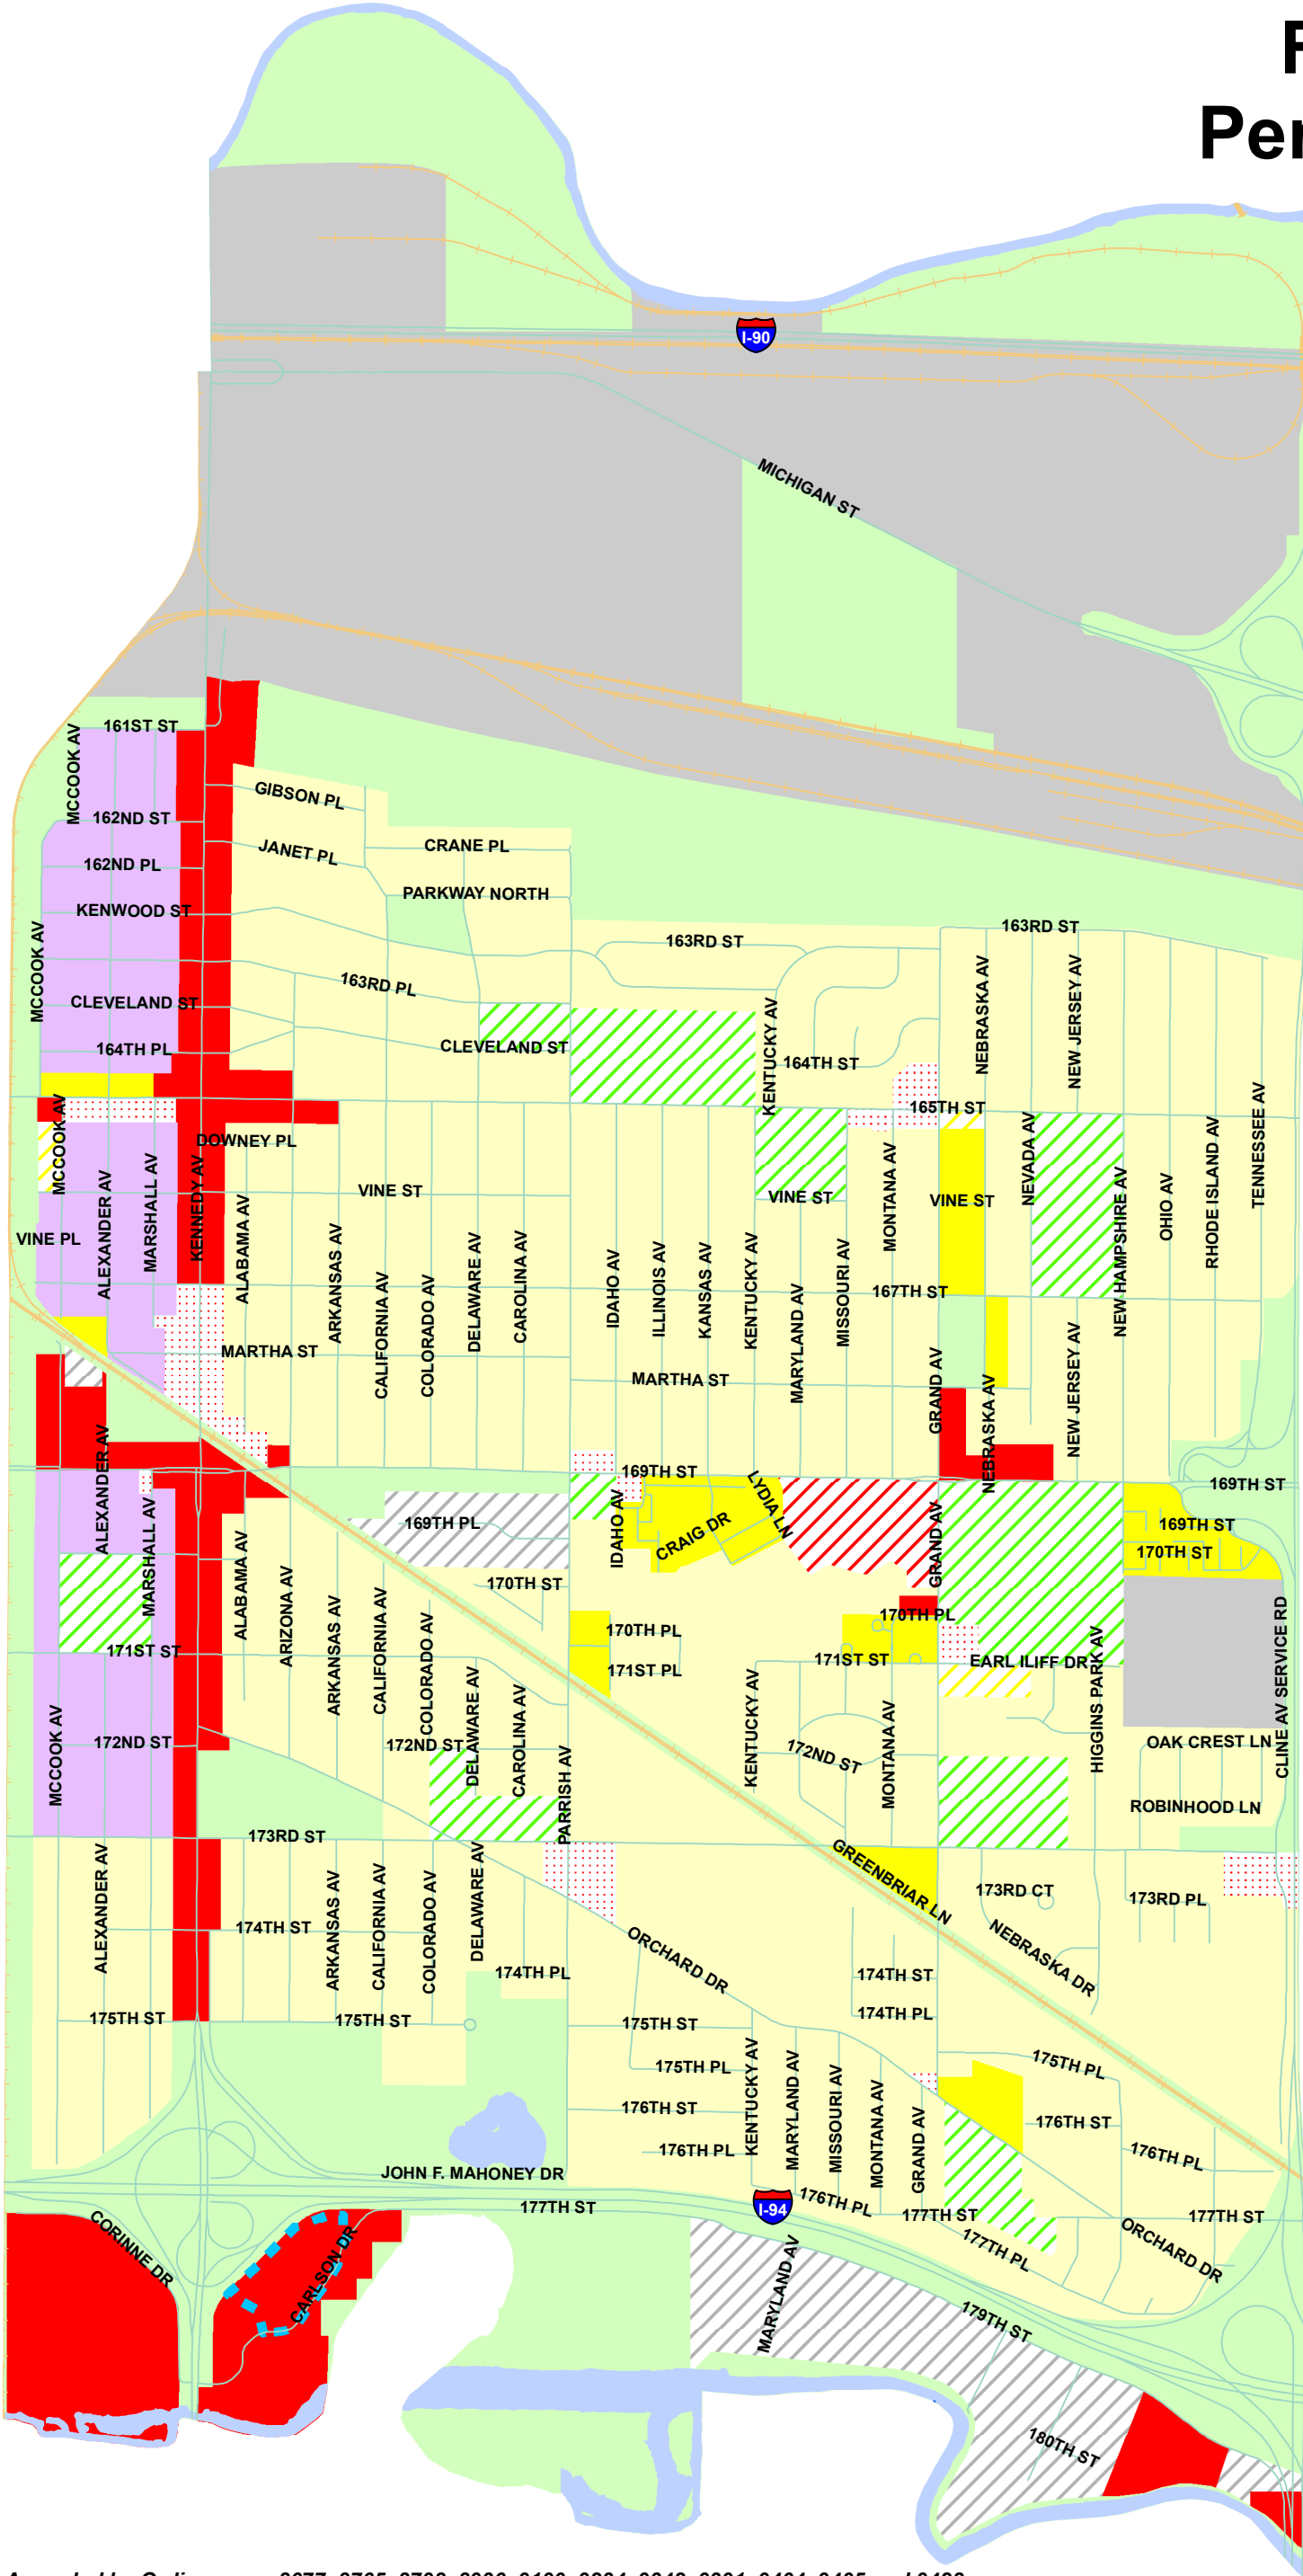 I-90
MICHIGAN ST
161ST ST
MCCOOK AV
GIBSON PL
162ND ST
CRANE PL
JANET PL
162ND PL
PARKWAY NORTH
KENWOOD ST
163RD ST
163RD ST
MCCOOK AV
163RD PL
NEBRASKA AV
NEW JERSEY AV
CLEVELAND ST
KENTUCKY AV
CLEVELAND ST
164TH PL
164TH ST
165TH ST
MCCOOK AV
DOWNEY PL
TENNESSEE AV
NEVADA AV
RHODE ISLAND AV
VINE ST
VINE ST
VINE ST
ALEXANDER AV
MARSHALL AV
KENNEDY AV
ALABAMA AV
MONTANA AV
NEW HAMPSHIRE AV
OHIO AV
VINE PL
ARKANSAS AV
CALIFORNIA AV
COLORADO AV
DELAWARE AV
CAROLINA AV
IDAHO AV
ILLINOIS AV
KANSAS AV
KENTUCKY AV
MARYLAND AV
MISSOURI AV
167TH ST
MARTHA ST
MARTHA ST
GRAND AV
NEBRASKA AV
NEW JERSEY AV
ALEXANDER AV
169TH ST
169TH ST
LYDIA LN
MARSHALL AV
169TH PL
IDAHO AV
CRAIG DR
GRAND AV
169TH ST
170TH ST
ALABAMA AV
ARIZONA AV
170TH ST
ARKANSAS AV
CALIFORNIA AV
COLORADO AV
170TH PL
170TH PL
171ST ST
171ST PL
171ST ST
EARL ILIFF DR
HIGGINS PARK AV
CLINE AV SERVICE RD
MCCOOK AV
172ND ST
172ND ST
DELAWARE AV
CAROLINA AV
PARRISH AV
KENTUCKY AV
172ND ST
MONTANA AV
OAK CREST LN
ROBINHOOD LN
173RD ST
ALEXANDER AV
ARKANSAS AV
CALIFORNIA AV
COLORADO AV
DELAWARE AV
GREENBRIAR LN
173RD CT
173RD PL
174TH ST
174TH PL
ORCHARD DR
174TH ST
174TH PL
NEBRASKA DR
175TH ST
175TH ST
175TH ST
175TH PL
175TH PL
KENTUCKY AV
MARYLAND AV
MISSOURI AV
MONTANA AV
GRAND AV
176TH ST
176TH ST
176TH PL
176TH PL
JOHN F. MAHONEY DR
177TH ST
I-94
176TH PL
177TH ST
177TH ST
177TH PL
ORCHARD DR
CORINNE DR
CARLSON DR
MARYLAND AV
179TH ST
180TH ST